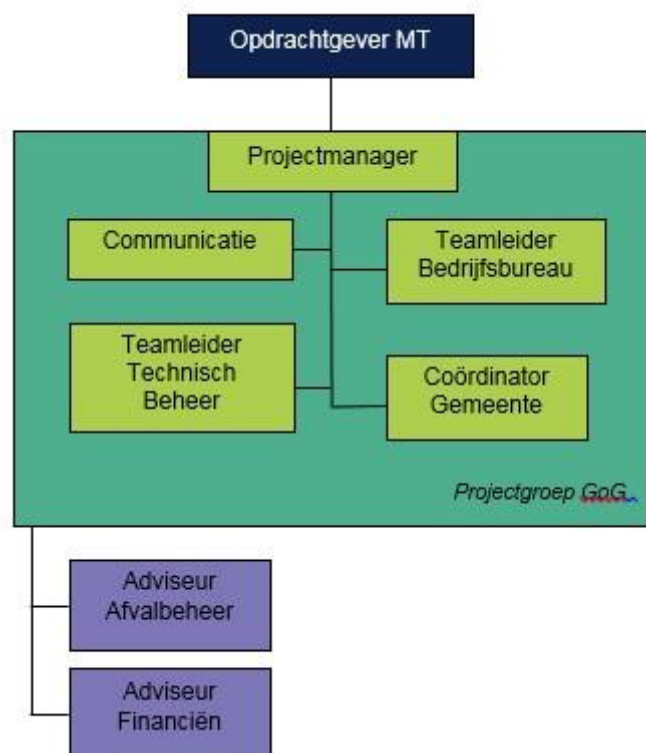 Opdrachtgever MT
Projectmanager
Communicatie
Teamleider
Bedrijfsbureau
Teamleider
Technisch
Beheer
Coördinator
Gemeente
Projectgroep GoG
Adviseur
Afvalbeheer
Adviseur
Financiën